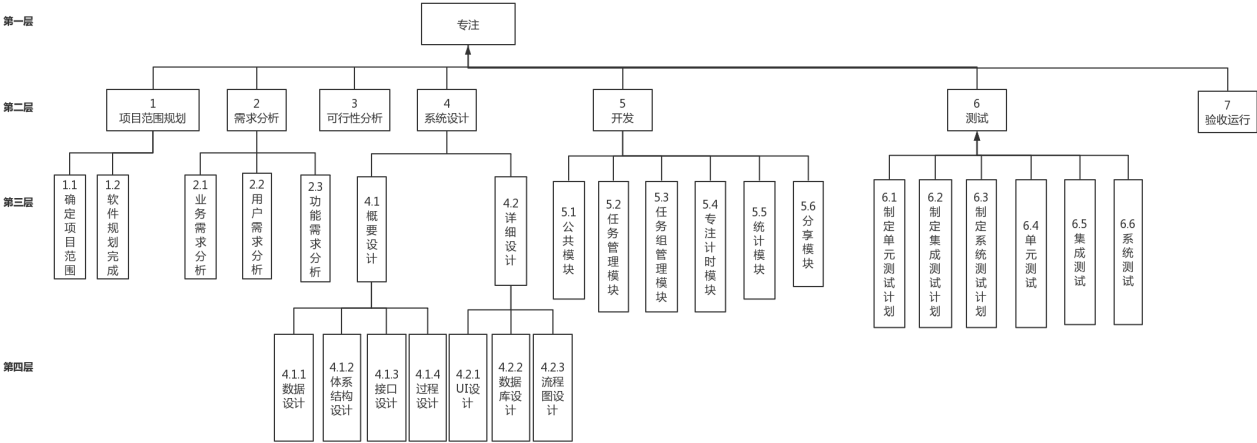 第一层
专注
第二层
1
项目范围规划
2
需求分析
3
可行性分析
4
系统设计
5
开发
6
测试
7
验收运行
第三层
1.1
确
定
项
目
范
围
1.2
软
件
规
划
完
成
2.1
业
务
需
求
分
析
2.2
用
户
需
求
分
析
2.3
功
能
需
求
分
析
4.1
概
要
设
计
4.2
详
细
设
计
5.1
公
共
模
块
5.2
任
务
管
理
模
块
5.3
任
务
组
管
理
模
块
5.4
专
注
计
时
模
块
5.5
统
计
模
块
5.6
分
享
模
块
6.1
制
定
单
元
测
试
计
划
6.2
制
定
集
成
测
试
计
划
6.3
制
定
系
统
测
试
计
划
6.4
单
元
测
试
6.5
集
成
测
试
6.6
系
统
测
试
第四层
4.1.1
数据
设计
4.1.2
体系
结构
设计
4.1.3
接口
设计
4.1.4
过程
设计
4.2.1
UI设
计
4.2.2
数据
库设
计
4.2.3
流程
图设
计